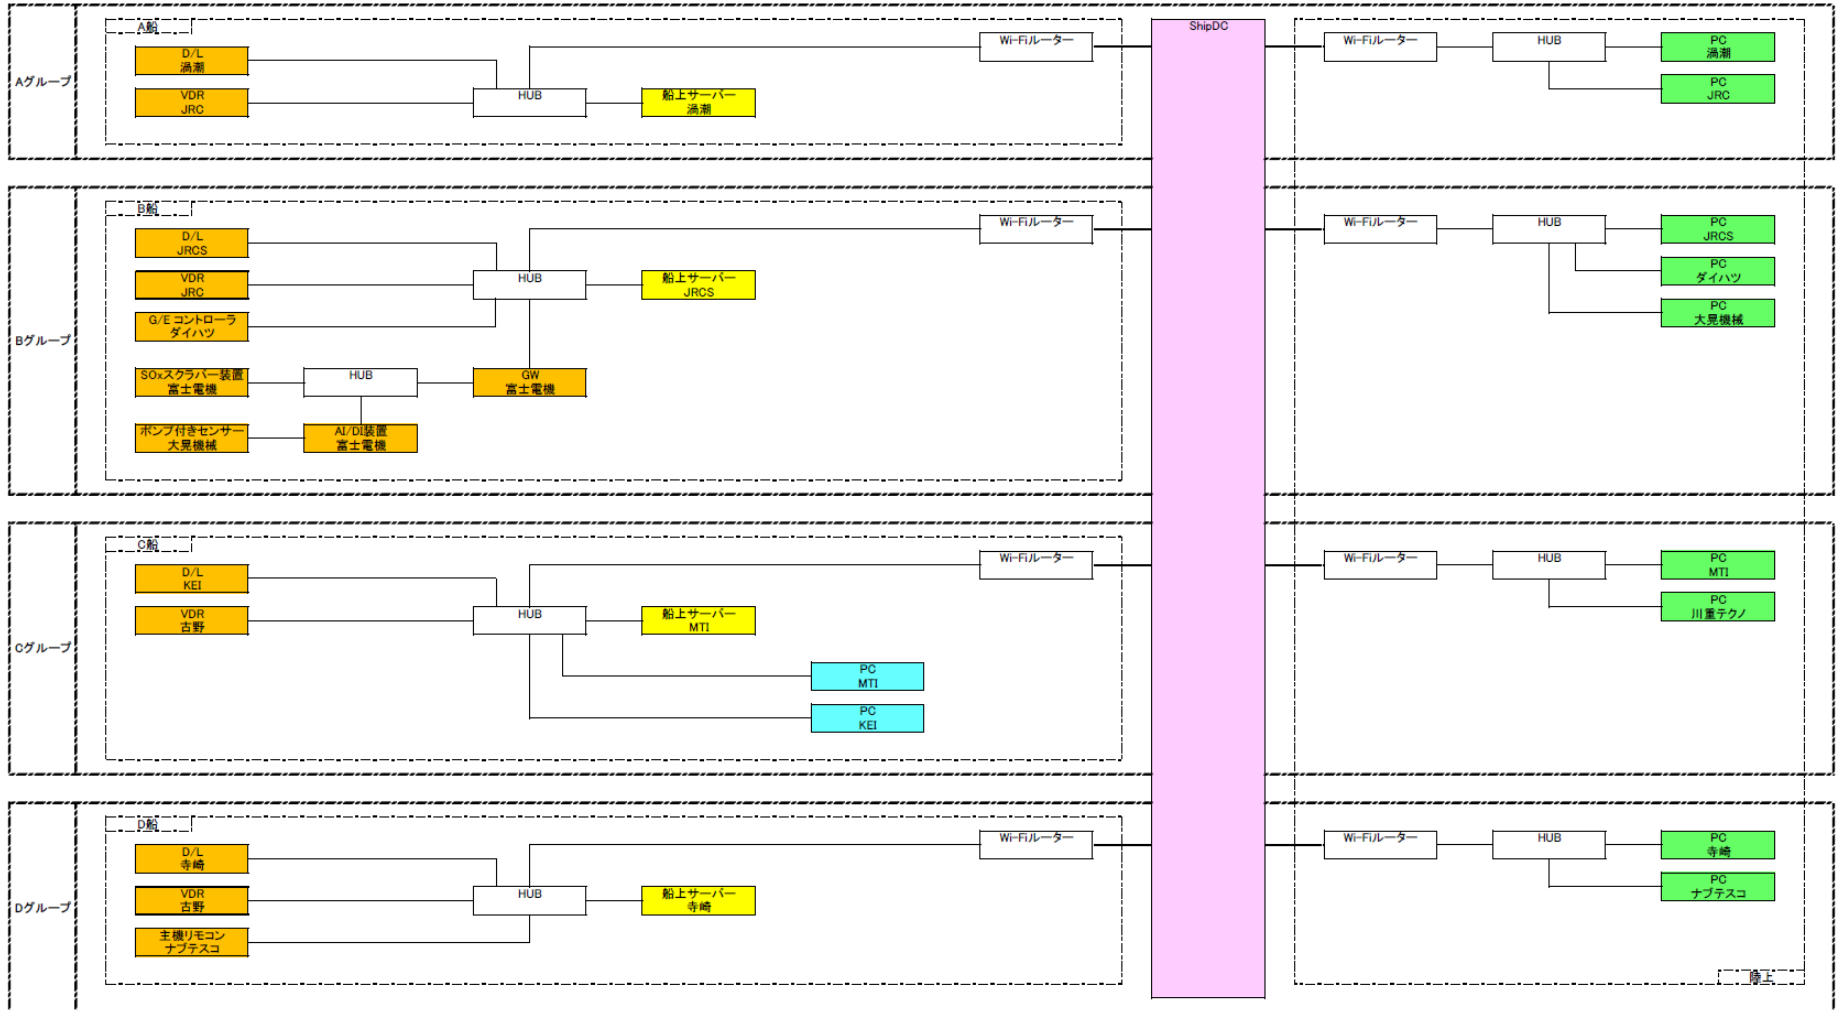 ShipDC
Aグループ
A船
D/L
渦潮
VDR
JRC
HUB
船上サーバー
渦潮
Wi-Fiルーター
Wi-Fiルーター
HUB
PC
渦潮
PC
JRC
Bグループ
B船
D/L
JRCS
VDR
JRC
G/E コントローラ
ダイハツ
SOxスクラバー装置
富士電機
ポンプ付きセンサー
大晃機械
HUB
AI/DI装置
富士電機
HUB
GW
富士電機
船上サーバー
JRCS
Wi-Fiルーター
Wi-Fiルーター
HUB
PC
JRCS
PC
ダイハツ
PC
大晃機械
Cグループ
C船
D/L
KEI
VDR
古野
HUB
船上サーバー
MTI
PC
MTI
PC
KEI
Wi-Fiルーター
Wi-Fiルーター
HUB
PC
MTI
PC
川重テクノ
Dグループ
D船
D/L
寺崎
VDR
古野
主機リモコン
ナブテスコ
HUB
船上サーバー
寺崎
Wi-Fiルーター
Wi-Fiルーター
HUB
PC
寺崎
PC
ナブテスコ
陸上